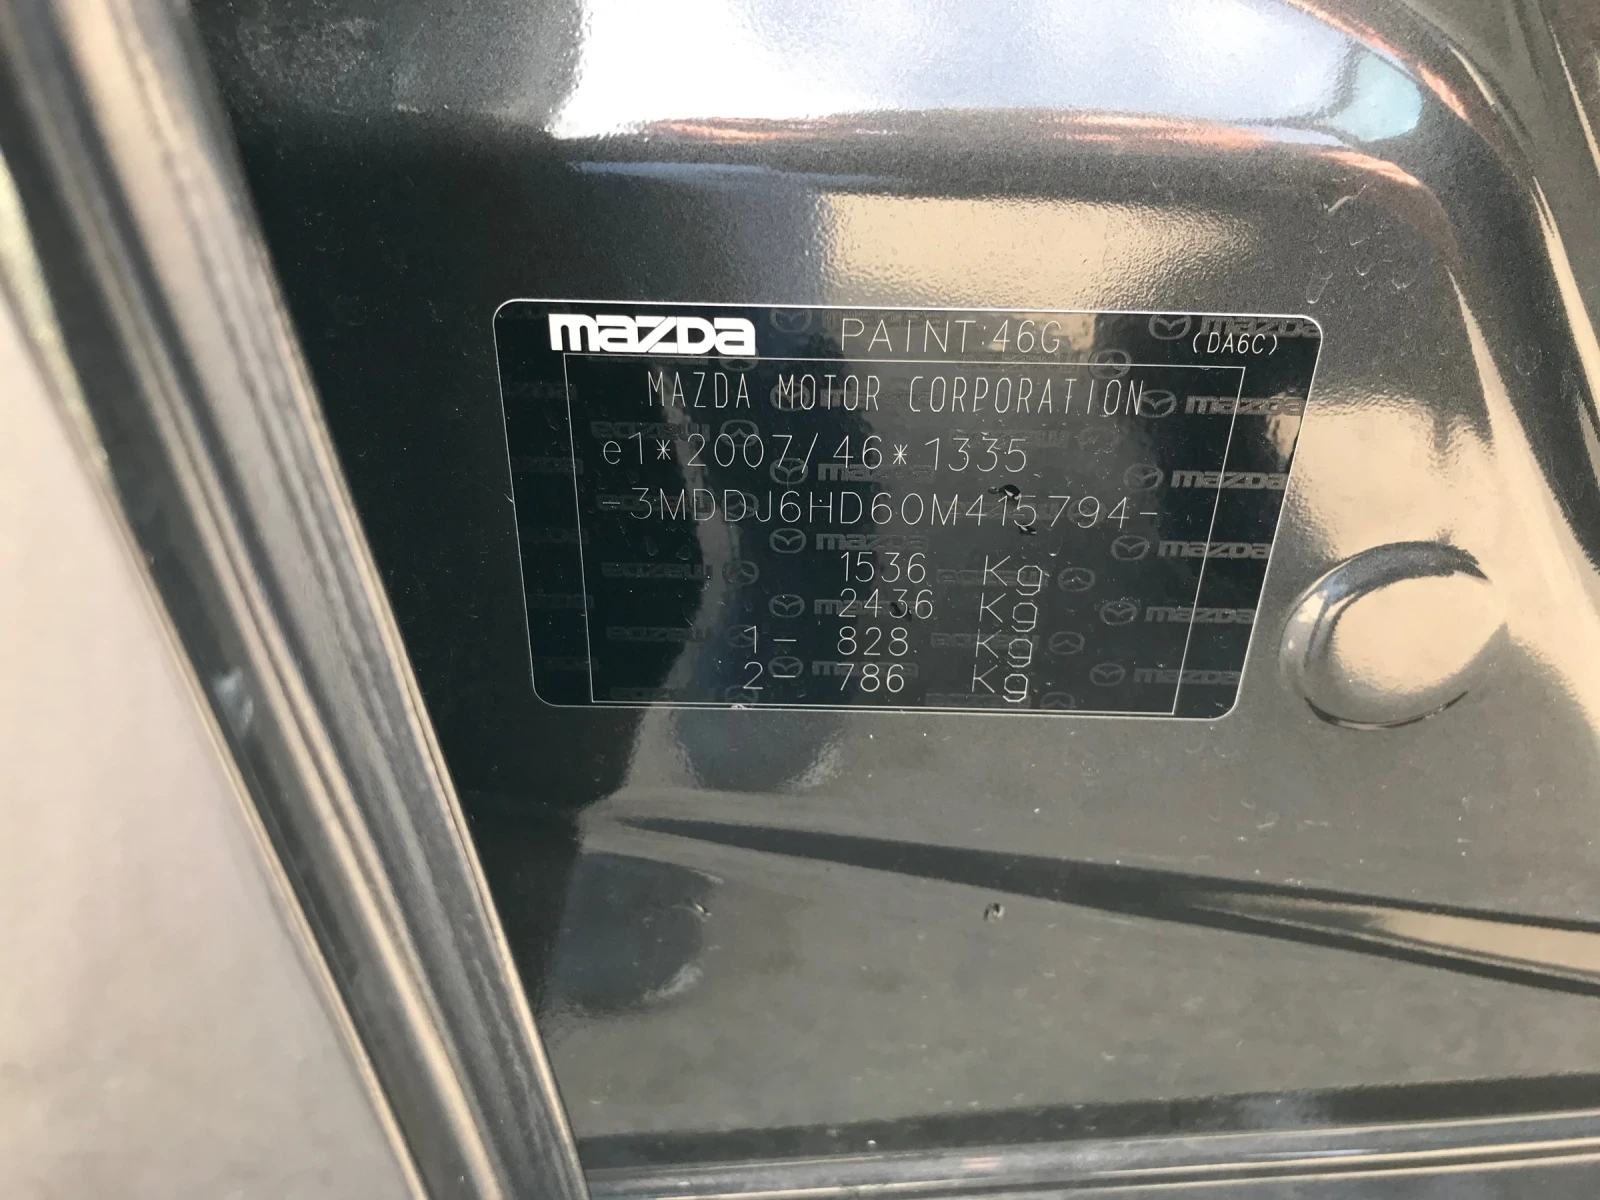 mazda PAINT:46G (DA6C)
MAZDA MOTOR CORPORATION
e1*2007/46*1335
-3MDDJ6HD60M415794-
1536 Kg
2436 Kg
1- 828 Kg
2- 786 Kg